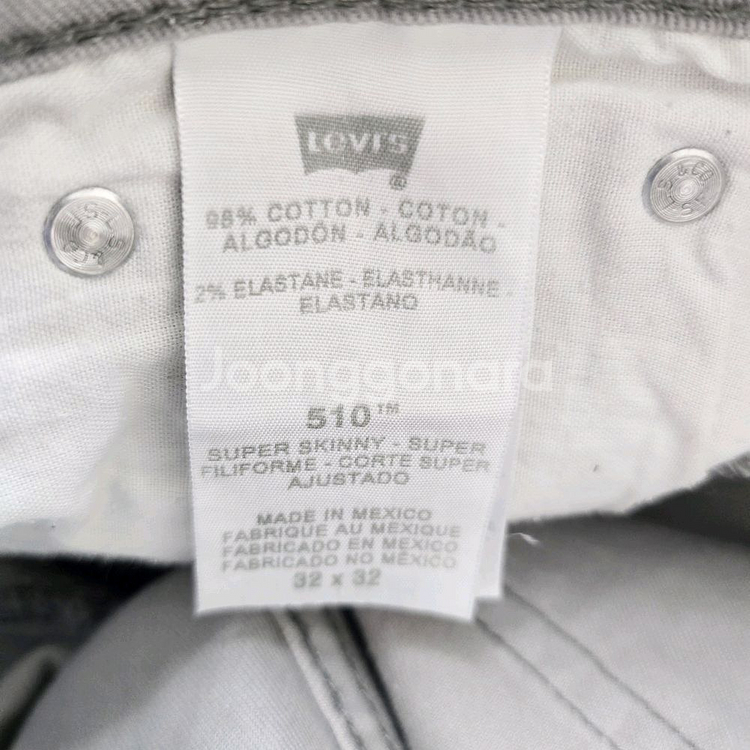 LEVI'S
®
98% COTTON - COTON -
ALGODÓN - ALGODÃO
2% ELASTANE - ELASTHANNE -
ELASTANO
Joonggonara
510™
SUPER SKINNY - SUPER
FILIFORME - CORTE SUPER
AJUSTADO
MADE IN MEXICO
FABRIQUE AU MEXIQUE
FABRICADO EN MÉXICO
FABRICADO NO MÉXICO
32 x 32